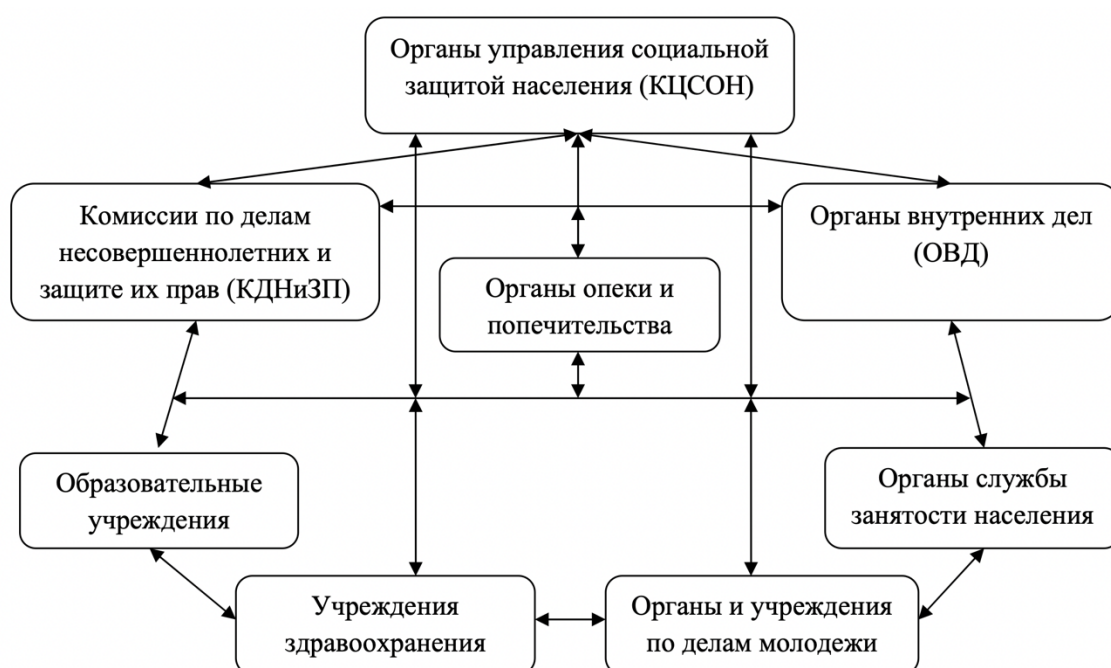 Органы управления социальной
защитой населения (КЦСОН)
Комиссии по делам
несовершеннолетних и
защите их прав (КДНиЗП)
Органы внутренних дел
(ОВД)
Органы опеки и
попечительства
Образовательные
учреждения
Органы службы
занятости населения
Учреждения
здравоохранения
Органы и учреждения
по делам молодежи